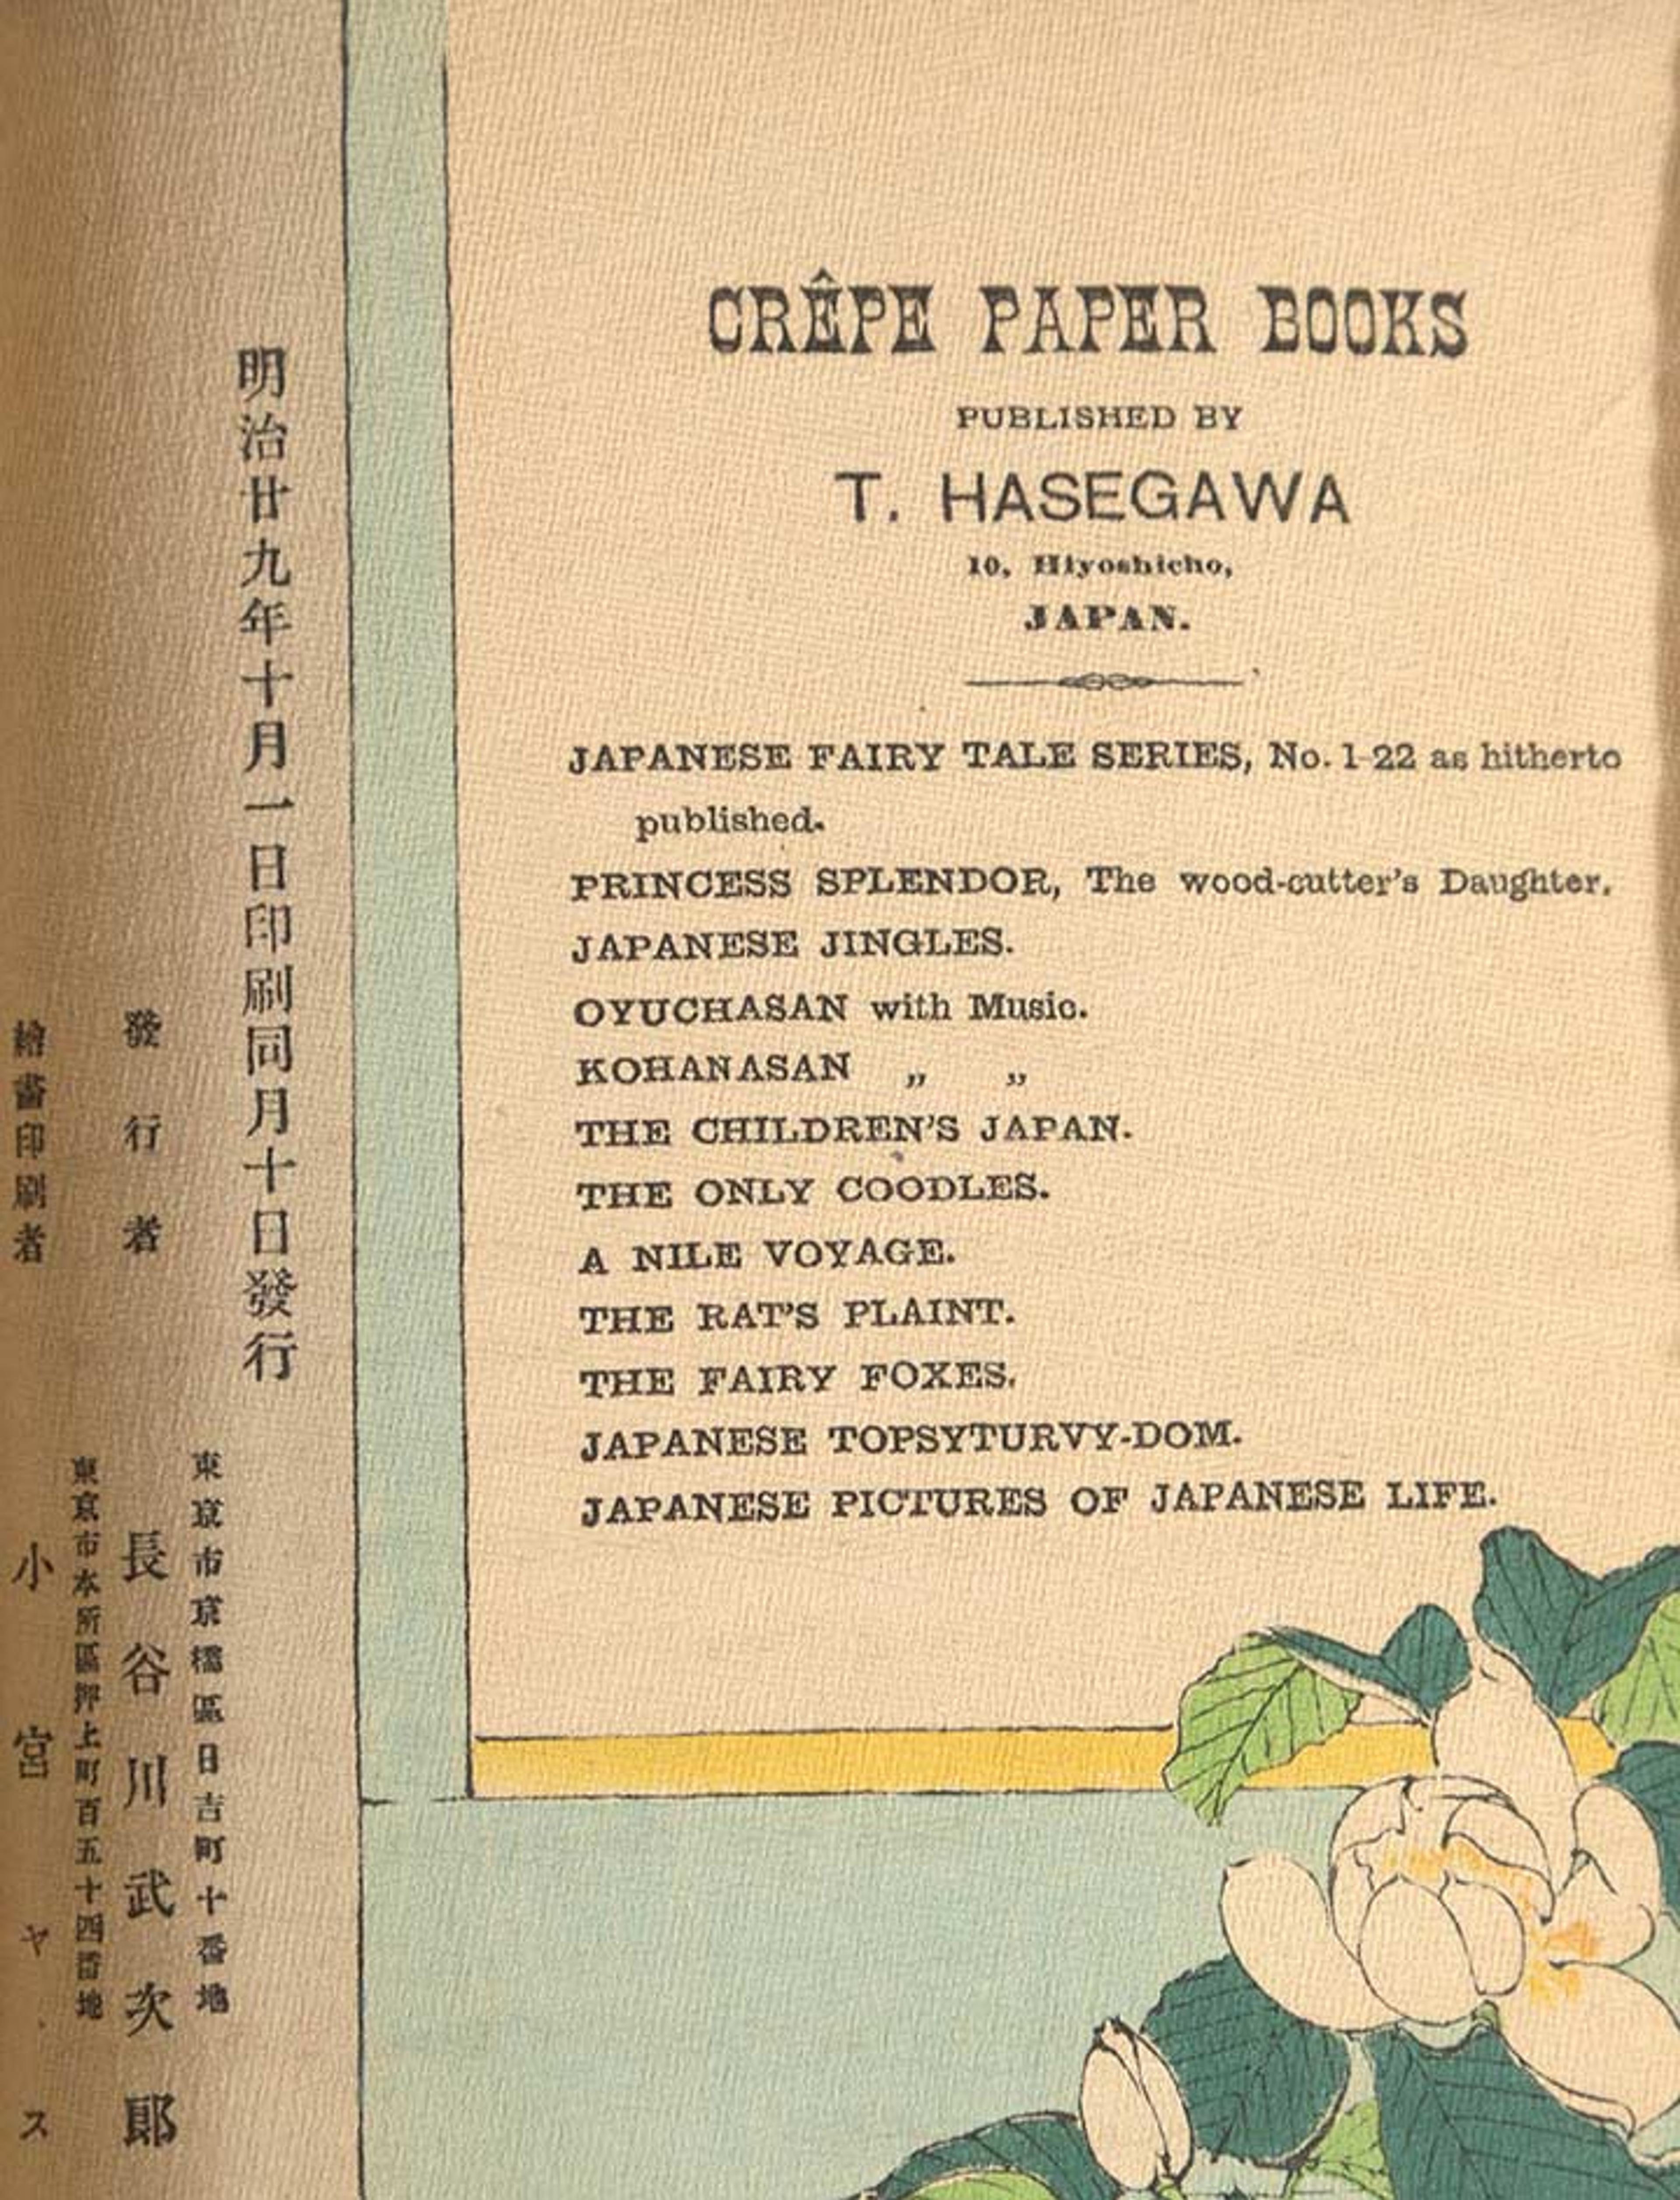 CRÊPE PAPER BOOKS
PUBLISHED BY
T. HASEGAWA
10, Hiyoshicho,
JAPAN.
JAPANESE FAIRY TALE SERIES, No. 1-22 as hitherto
published.
PRINCESS SPLENDOR, The wood-cutter's Daughter.
JAPANESE JINGLES.
OYUCHASAN with Music.
KOHANASAN „ „
THE CHILDREN'S JAPAN.
THE ONLY COODLES.
A NILE VOYAGE.
THE RAT'S PLAINT.
THE FAIRY FOXES.
JAPANESE TOPSYTURVY-DOM.
JAPANESE PICTURES OF JAPANESE LIFE.
明治廿九年十月一日印刷同月十日發行
東京市京橋區日吉町十番地
發行者 長谷川武次郎
東京市本所區押上町百五十四番地
繪畵印刷者 小宮ヤス